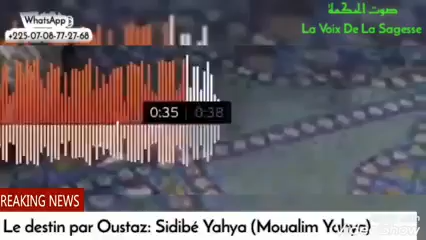 WhatsApp
+225-07-08-77-27-68
صوت الحكمة
La Voix De La Sagesse
0:35 | 0:38
REAKING NEWS
Le destin par Oustaz: Sidibé Yahya (Moualim Yahya)